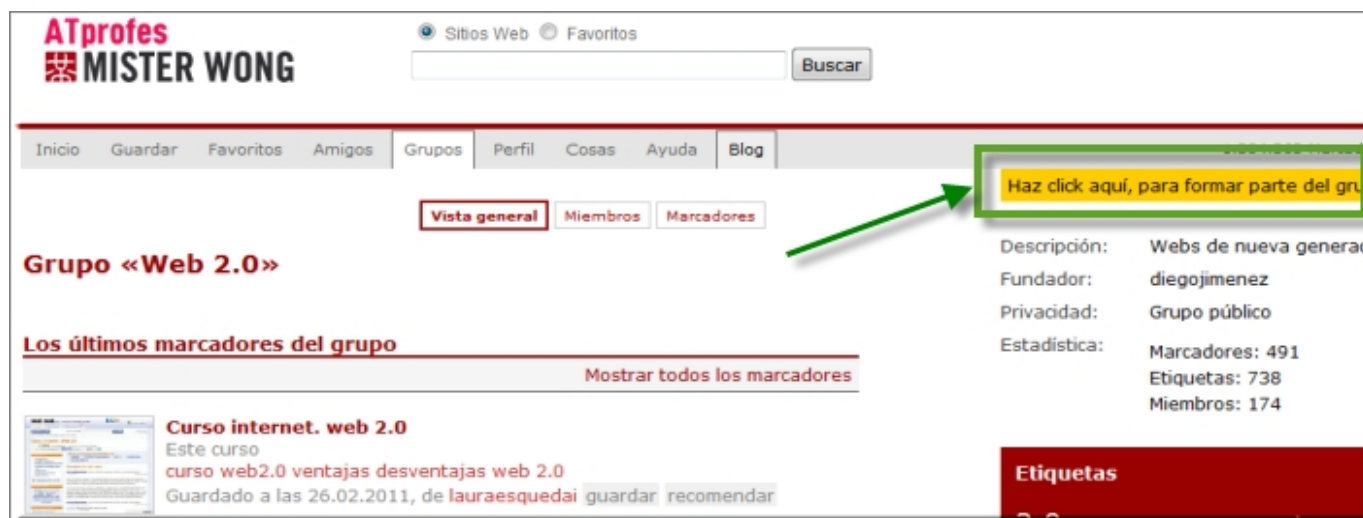 ATprofes
MISTER WONG
Sitios Web Favoritos
Buscar
Inicio Guardar Favoritos Amigos Grupos Perfil Cosas Ayuda Blog
Haz click aquí, para formar parte del gru
Vista general Miembros Marcadores
Grupo «Web 2.0»
Descripción: Webs de nueva generac
Fundador: diegojimenez
Privacidad: Grupo público
Estadística: Marcadores: 491
Etiquetas: 738
Miembros: 174
Los últimos marcadores del grupo
Mostrar todos los marcadores
Curso internet. web 2.0
Este curso
curso web2.0 ventajas desventajas web 2.0
Guardado a las 26.02.2011, de lauraesquedai guardar recomendar
Etiquetas